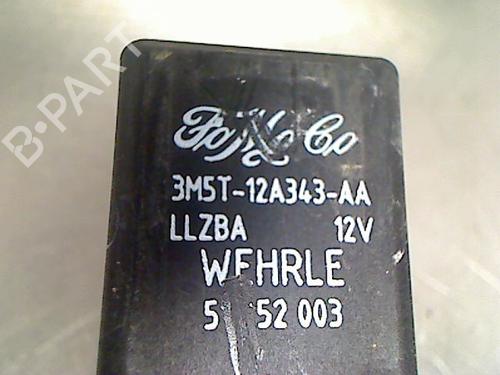 B-PART
FoMoCo
3M5T-12A343-AA
LLZBA 12V
WEHRLE
5 52 003